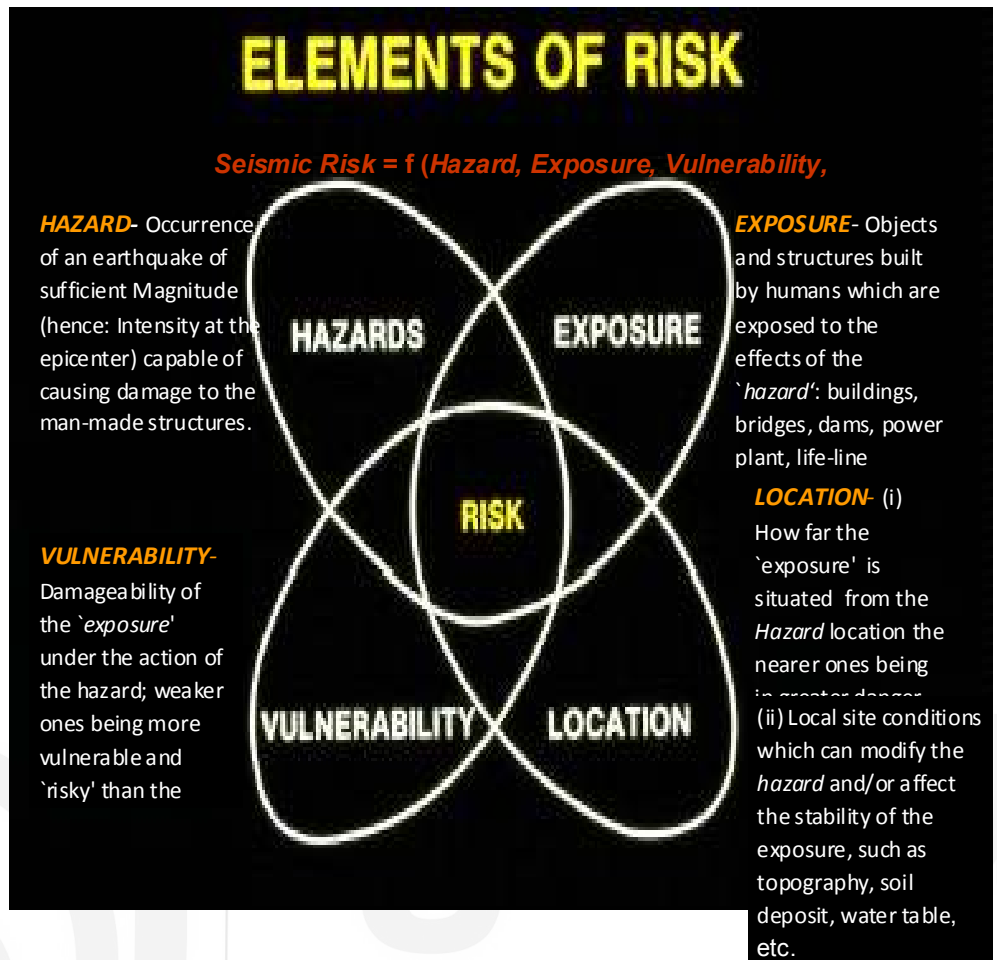 ELEMENTS OF RISK
Seismic Risk = f (Hazard, Exposure, Vulnerability,
HAZARD- Occurrence
of an earthquake of
sufficient Magnitude
(hence: Intensity at the
epicenter) capable of
causing damage to the
man-made structures.
EXPOSURE- Objects
and structures built
by humans which are
exposed to the
effects of the
`hazard‘: buildings,
bridges, dams, power
plant, life-line
HAZARDS
EXPOSURE
RISK
VULNERABILITY
LOCATION
VULNERABILITY-
Damageability of
the `exposure'
under the action of
the hazard; weaker
ones being more
vulnerable and
`risky' than the
LOCATION- (i)
How far the
`exposure' is
situated from the
Hazard location the
nearer ones being
in greater danger
(ii) Local site conditions
which can modify the
hazard and/or affect
the stability of the
exposure, such as
topography, soil
deposit, water table,
etc.